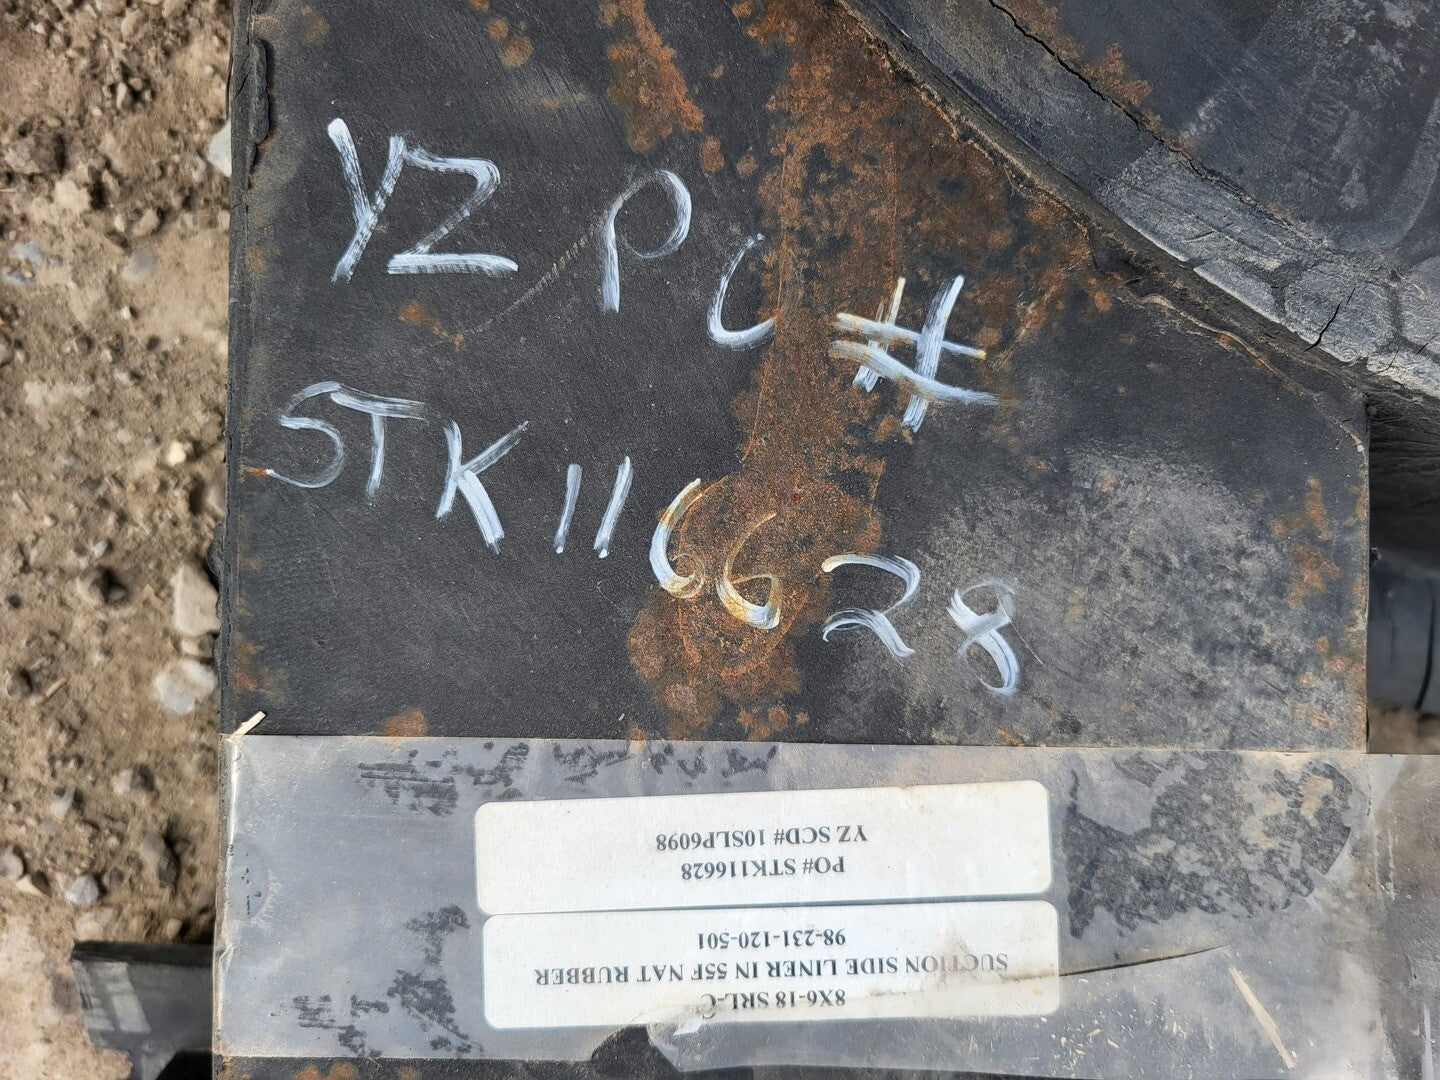 YZ PO #
STK116628
8X6-18 SRL-C
SUCTION SIDE LINER IN 55F NAT RUBBER
98-231-120-501
PO# STK116628
YZ SCD# 10SLP6098